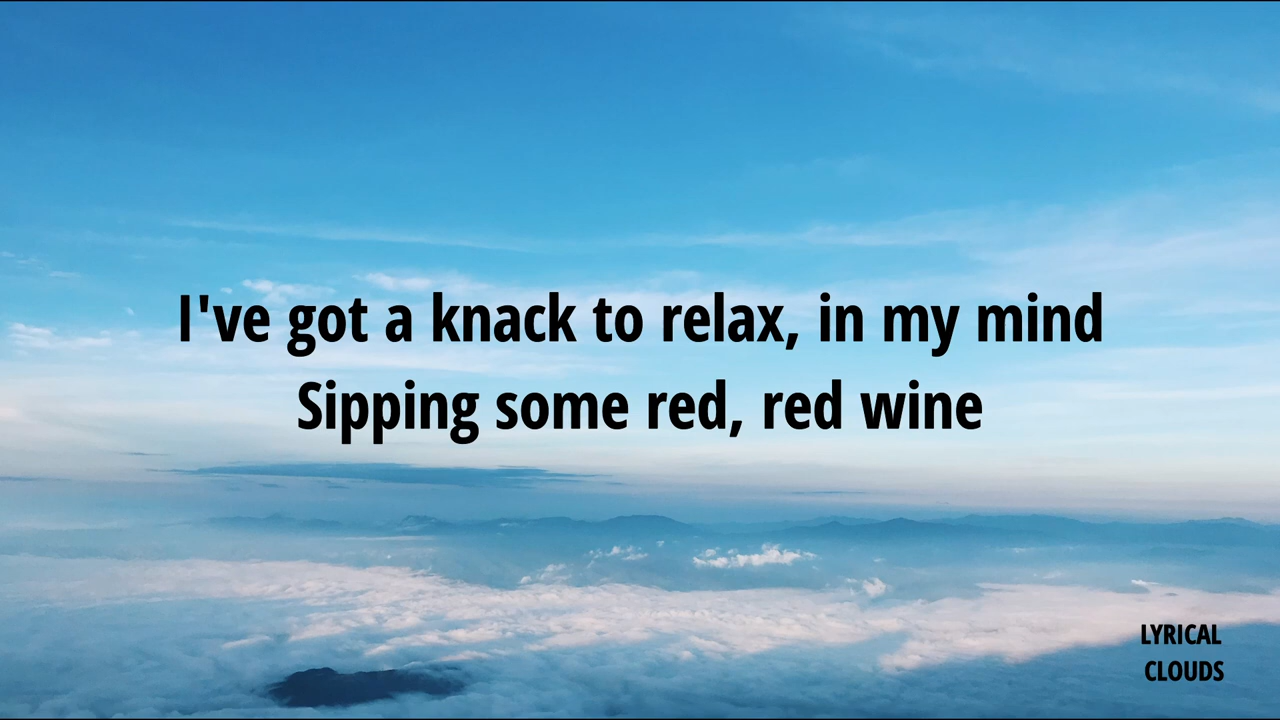 I've got a knack to relax, in my mind
Sipping some red, red wine
LYRICAL
CLOUDS